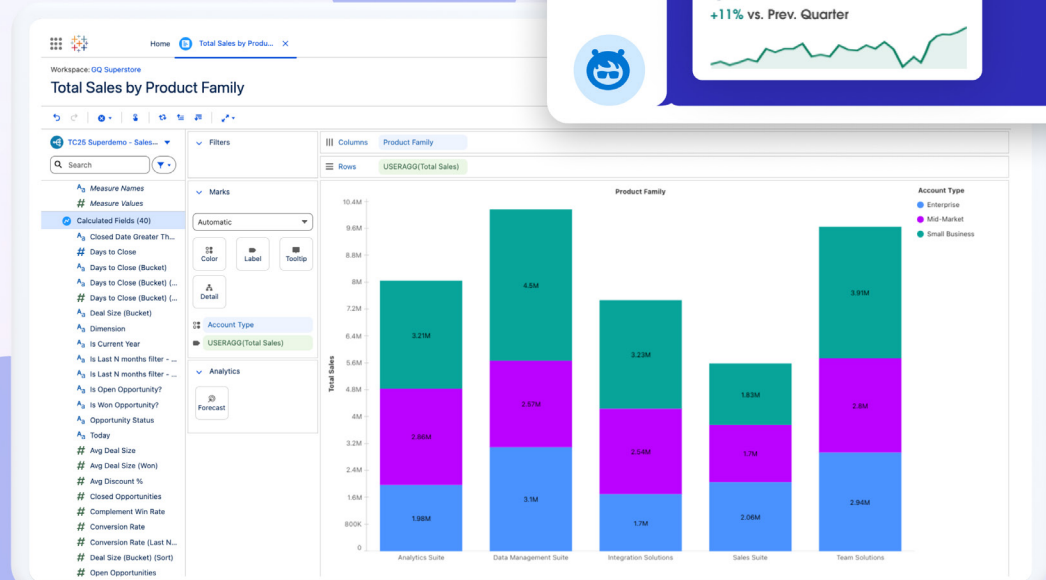 +11% vs. Prev. Quarter
Home
Total Sales by Produ...
Workspace: GQ Superstore
Total Sales by Product Family
TC25 Superdemo - Sales...
Search
Measure Names
Measure Values
Calculated Fields (40)
Closed Date Greater Th...
Days to Close
Days to Close (Bucket)
Days to Close (Bucket) (...
Days to Close (Bucket) (...
Deal Size (Bucket)
Dimension
Is Current Year
Is Last N months filter - ...
Is Last N months filter - ...
Is Open Opportunity?
Is Won Opportunity?
Opportunity Status
Today
Avg Deal Size
Avg Deal Size (Won)
Avg Discount %
Closed Opportunities
Complement Win Rate
Conversion Rate
Conversion Rate (Last N...
Deal Size (Bucket) (Sort)
Open Opportunities
Filters
Marks
Automatic
Color
Label
Tooltip
Detail
Account Type
USERAGG(Total Sales)
Analytics
Forecast
Columns
Product Family
Rows
USERAGG(Total Sales)
Product Family
Total Sales
10.4M
9.6M
8.8M
8M
7.2M
6.4M
5.6M
4.8M
4M
3.2M
2.4M
1.6M
800K
0
3.21M
2.86M
1.98M
4.5M
2.57M
3.1M
3.23M
2.54M
1.7M
1.83M
1.7M
2.06M
3.91M
2.8M
2.94M
Analytics Suite
Data Management Suite
Integration Solutions
Sales Suite
Team Solutions
Account Type
Enterprise
Mid-Market
Small Business